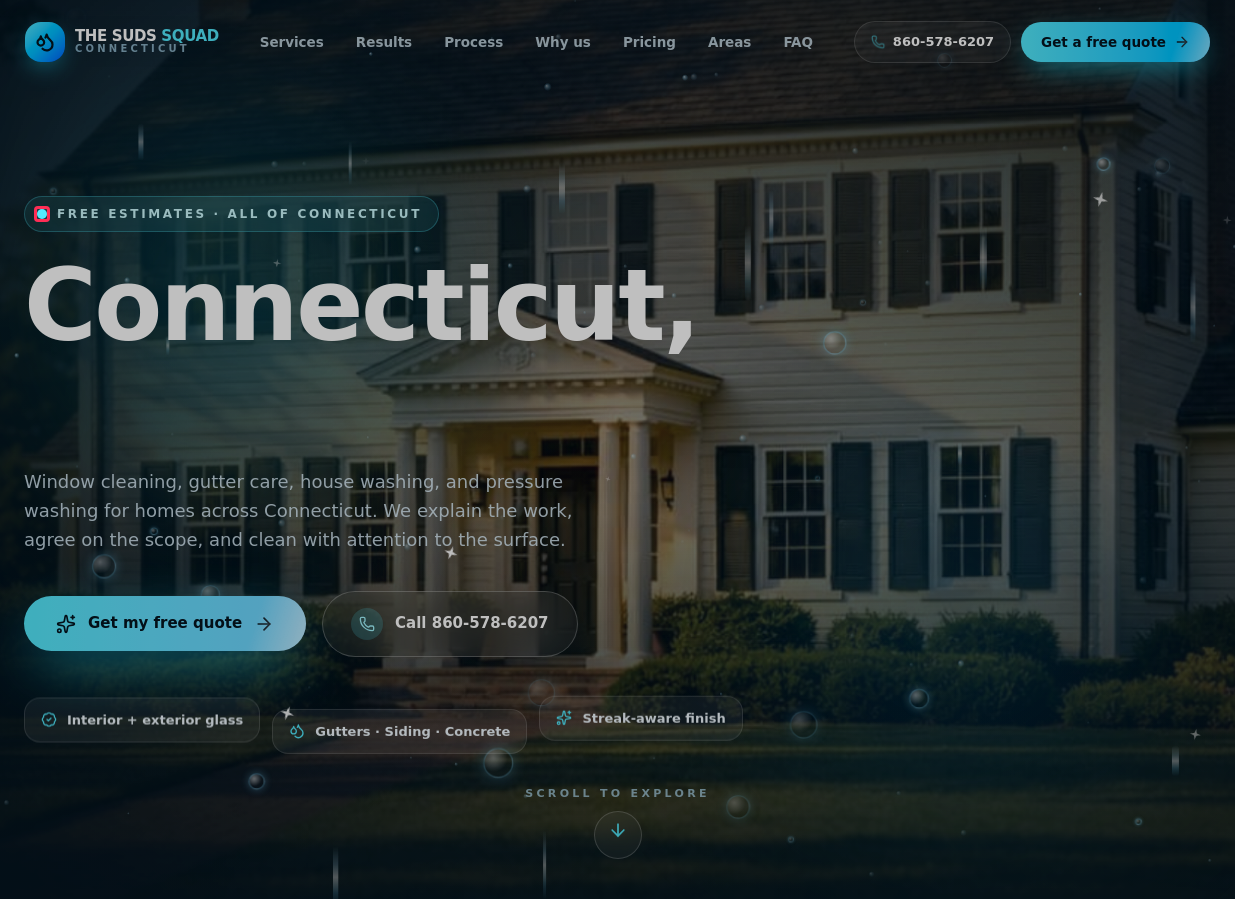 THE SUDS SQUAD
CONNECTICUT
Services
Results
Process
Why us
Pricing
Areas
FAQ
860-578-6207
Get a free quote
FREE ESTIMATES · ALL OF CONNECTICUT
Connecticut,
Window cleaning, gutter care, house washing, and pressure
washing for homes across Connecticut. We explain the work,
agree on the scope, and clean with attention to the surface.
Get my free quote
Call 860-578-6207
Interior + exterior glass
Gutters · Siding · Concrete
Streak-aware finish
SCROLL TO EXPLORE